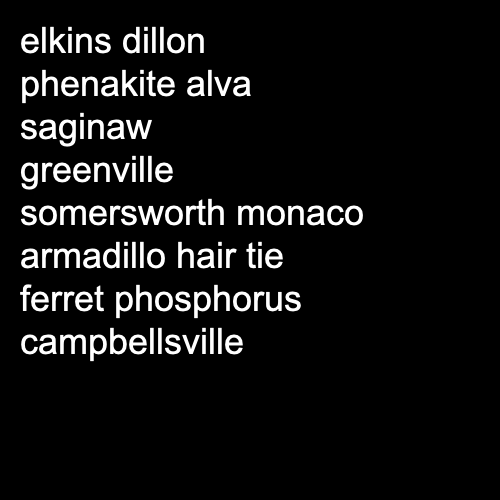 elkins dillon
phenakite alva
saginaw
greenville
somersworth monaco
armadillo hair tie
ferret phosphorus
campbellsville